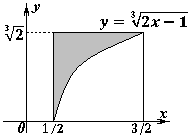 y y = ∛(2x − 1)
∛2
0 1/2 3/2 x